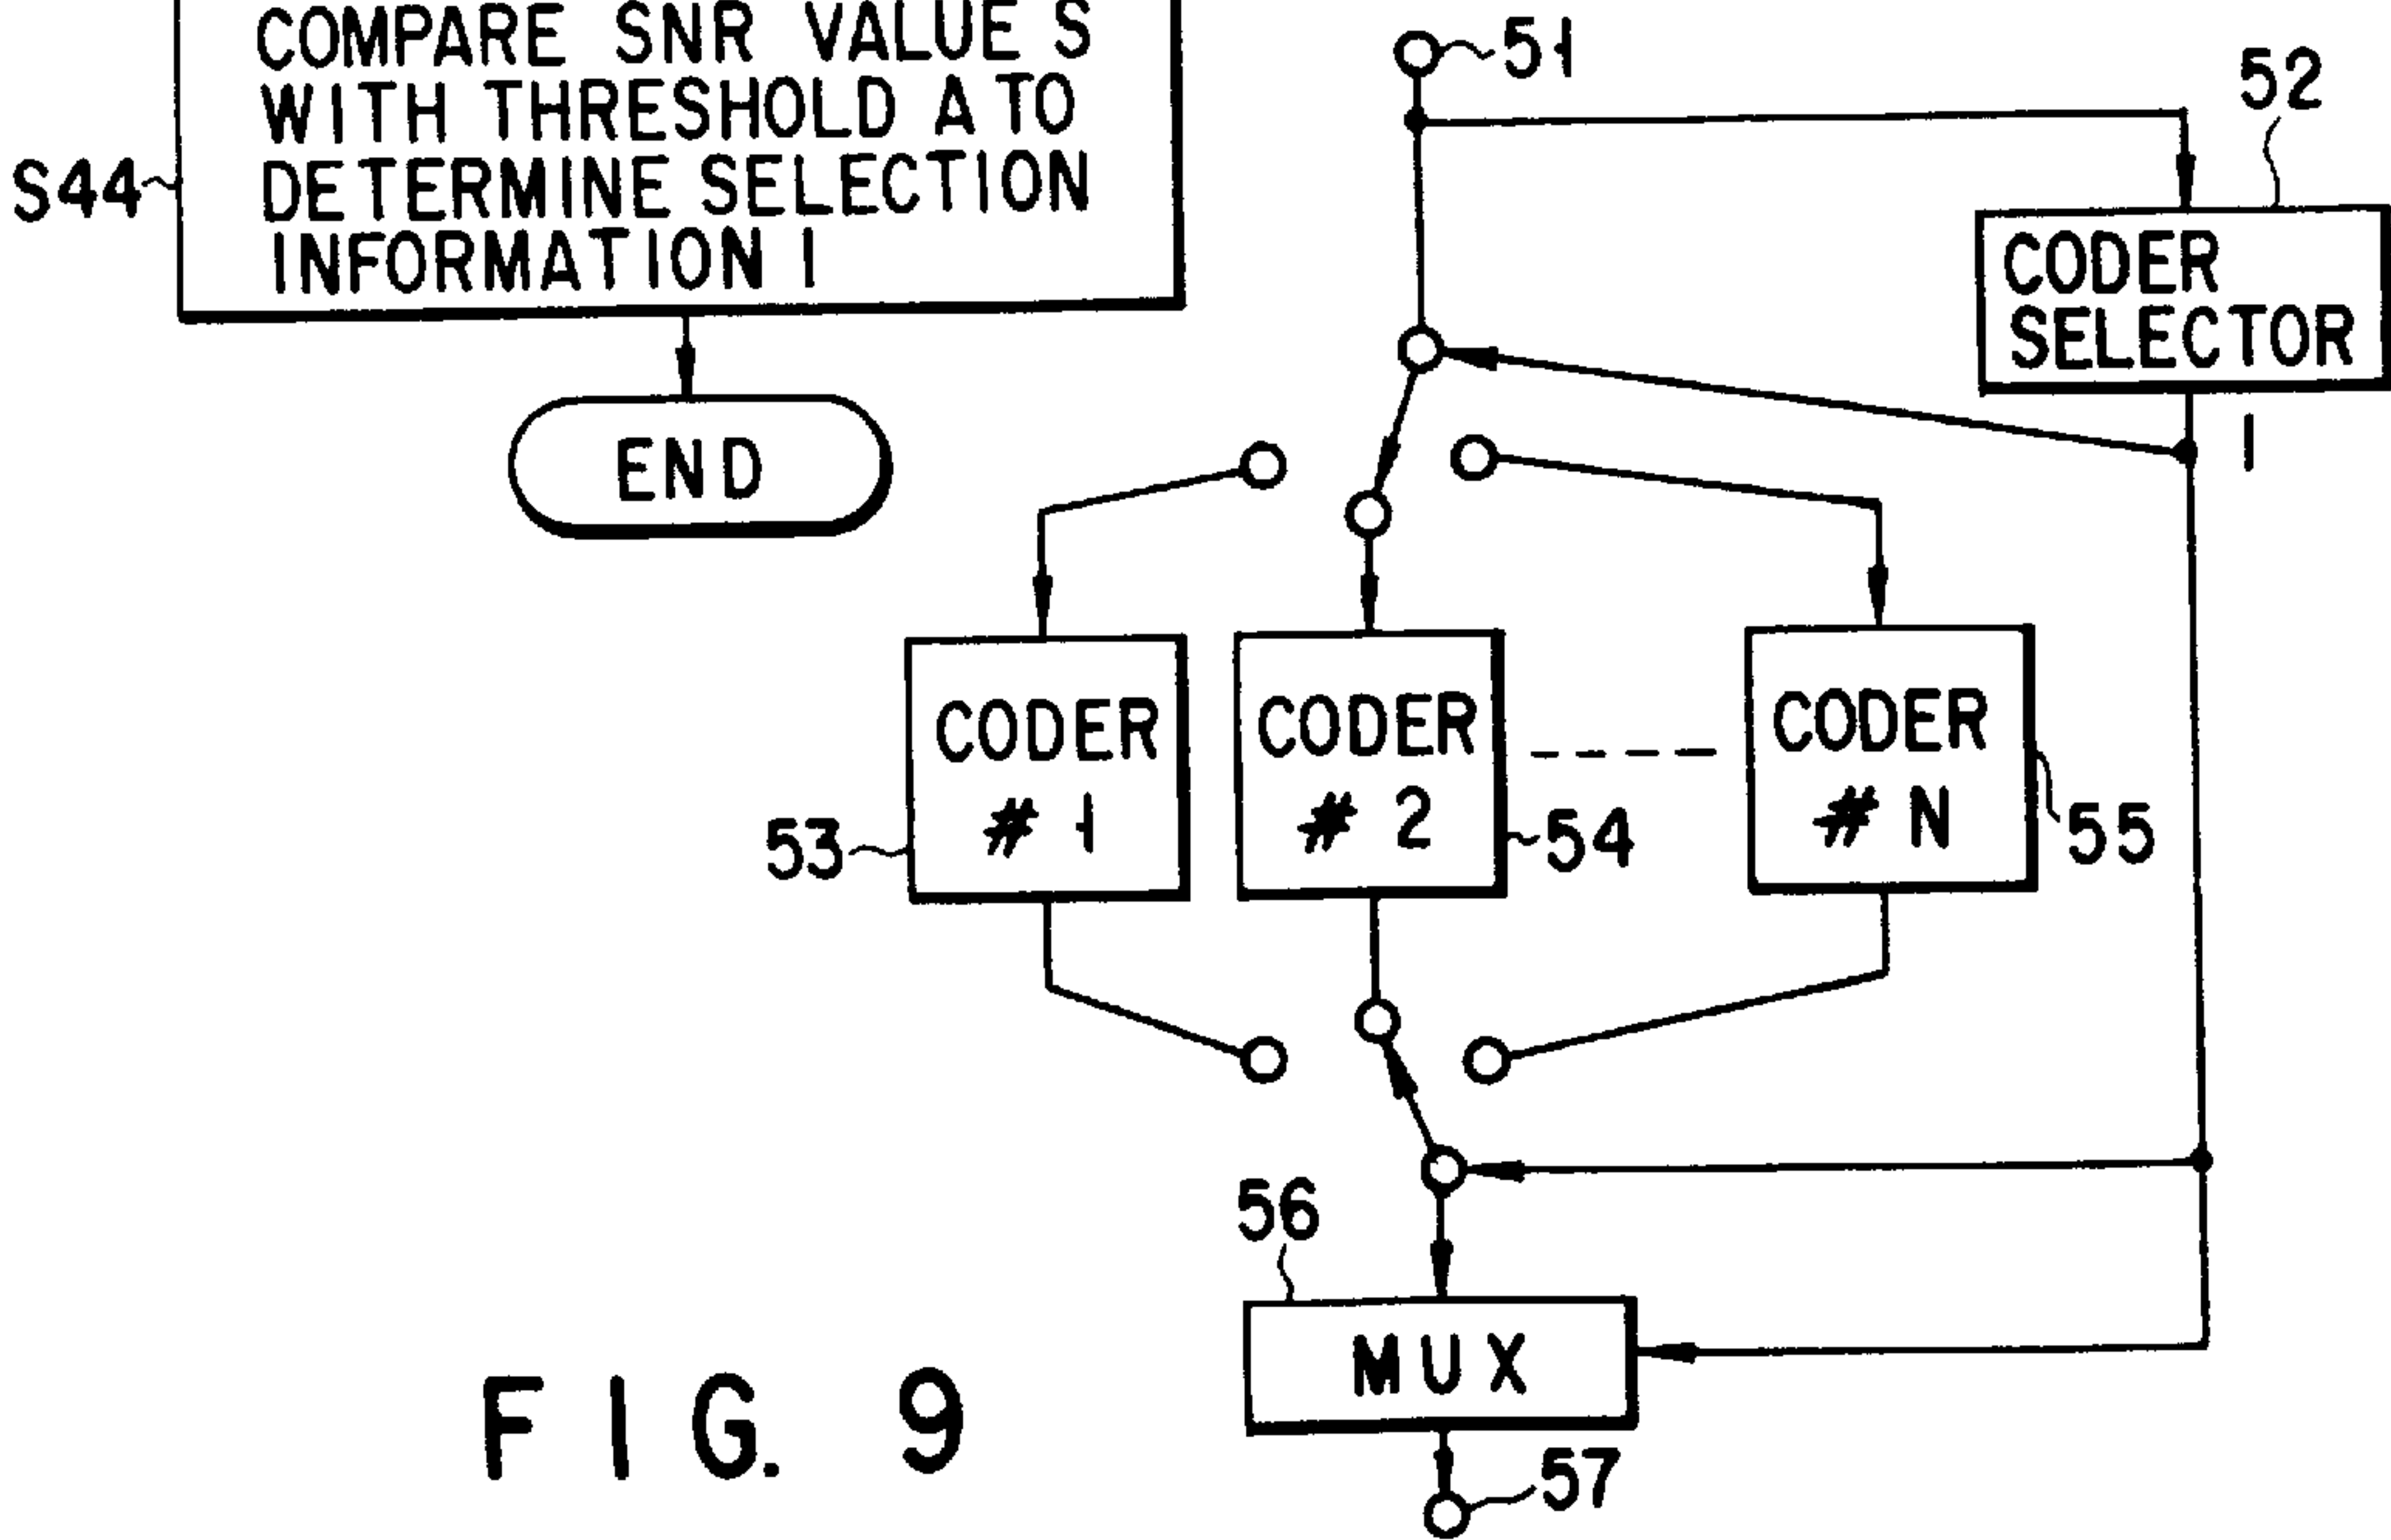 COMPARE SNR VALUE S
WITH THRESHOLD A TO
DETERMINE SELECTION
INFORMATION I
S44
END
51
52
CODER
SELECTOR
I
CODER
# 1
53
CODER
# 2
54
CODER
# N
55
56
MUX
57
FIG. 9